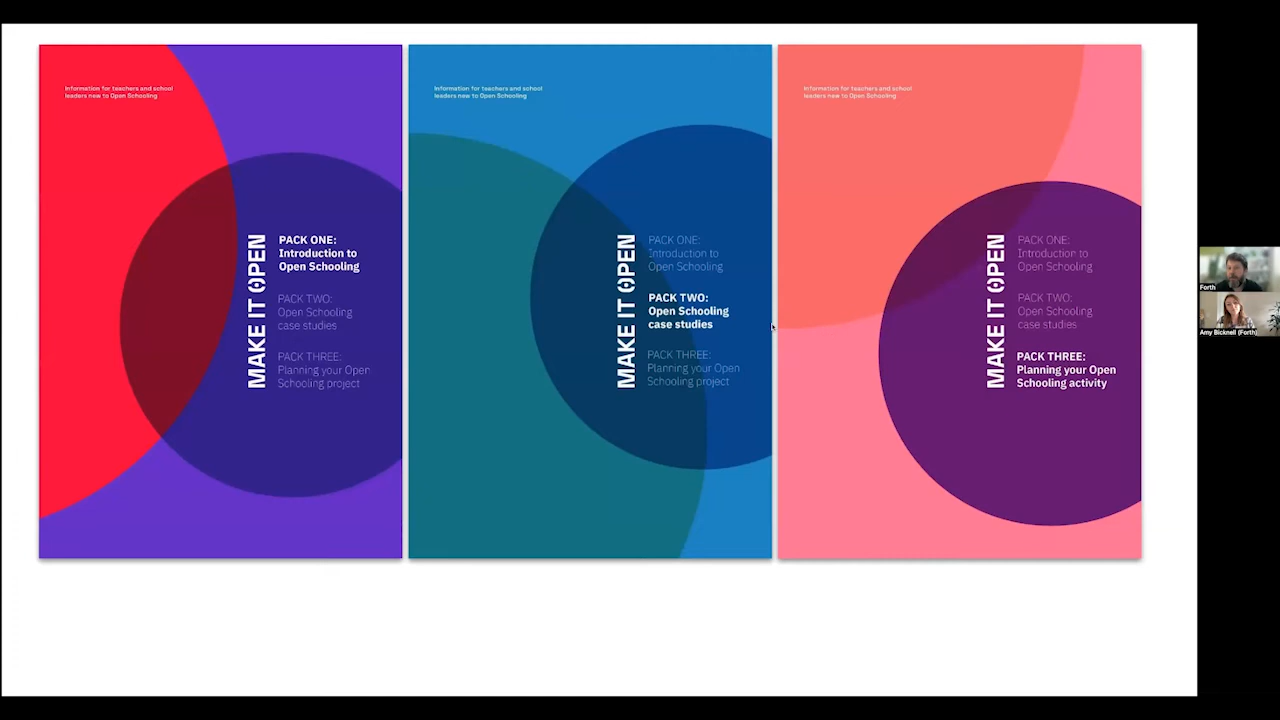 Information for teachers and school
leaders new to Open Schooling
MAKE IT OPEN
PACK ONE:
Introduction to
Open Schooling
PACK TWO:
Open Schooling
case studies
PACK THREE:
Planning your Open
Schooling project
Information for teachers and school
leaders new to Open Schooling
MAKE IT OPEN
PACK ONE:
Introduction to
Open Schooling
PACK TWO:
Open Schooling
case studies
PACK THREE:
Planning your Open
Schooling project
Information for teachers and school
leaders new to Open Schooling
MAKE IT OPEN
PACK ONE:
Introduction to
Open Schooling
PACK TWO:
Open Schooling
case studies
PACK THREE:
Planning your Open
Schooling activity
Forth
Amy Bicknell (Forth)